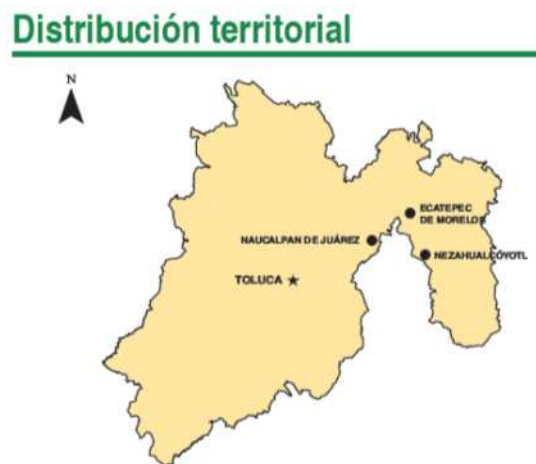 Distribución territorial
N
ECATEPEC
DE MORELOS
NAUCALPAN DE JUÁREZ
NEZAHUALCÓYOTL
TOLUCA